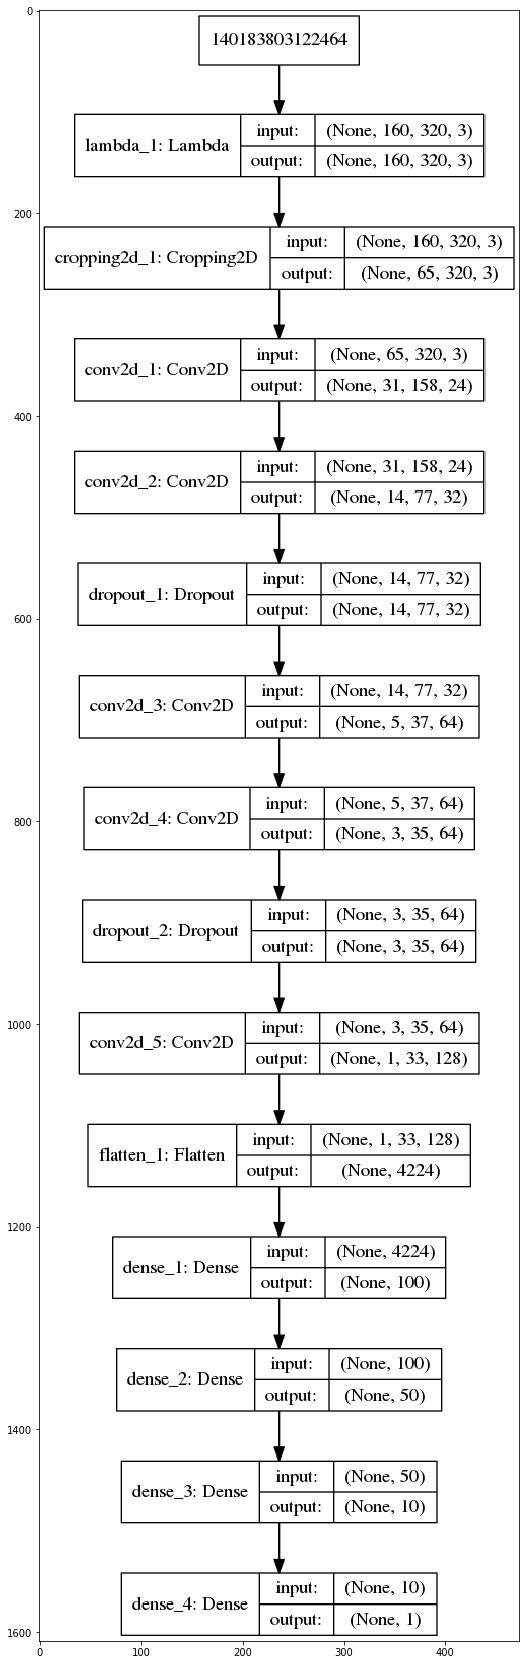 140183803122464
lambda_1: Lambda
input: (None, 160, 320, 3)
output: (None, 160, 320, 3)
cropping2d_1: Cropping2D
input: (None, 160, 320, 3)
output: (None, 65, 320, 3)
conv2d_1: Conv2D
input: (None, 65, 320, 3)
output: (None, 31, 158, 24)
conv2d_2: Conv2D
input: (None, 31, 158, 24)
output: (None, 14, 77, 32)
dropout_1: Dropout
input: (None, 14, 77, 32)
output: (None, 14, 77, 32)
conv2d_3: Conv2D
input: (None, 14, 77, 32)
output: (None, 5, 37, 64)
conv2d_4: Conv2D
input: (None, 5, 37, 64)
output: (None, 3, 35, 64)
dropout_2: Dropout
input: (None, 3, 35, 64)
output: (None, 3, 35, 64)
conv2d_5: Conv2D
input: (None, 3, 35, 64)
output: (None, 1, 33, 128)
flatten_1: Flatten
input: (None, 1, 33, 128)
output: (None, 4224)
dense_1: Dense
input: (None, 4224)
output: (None, 100)
dense_2: Dense
input: (None, 100)
output: (None, 50)
dense_3: Dense
input: (None, 50)
output: (None, 10)
dense_4: Dense
input: (None, 10)
output: (None, 1)
0
200
400
600
800
1000
1200
1400
1600
0 100 200 300 400